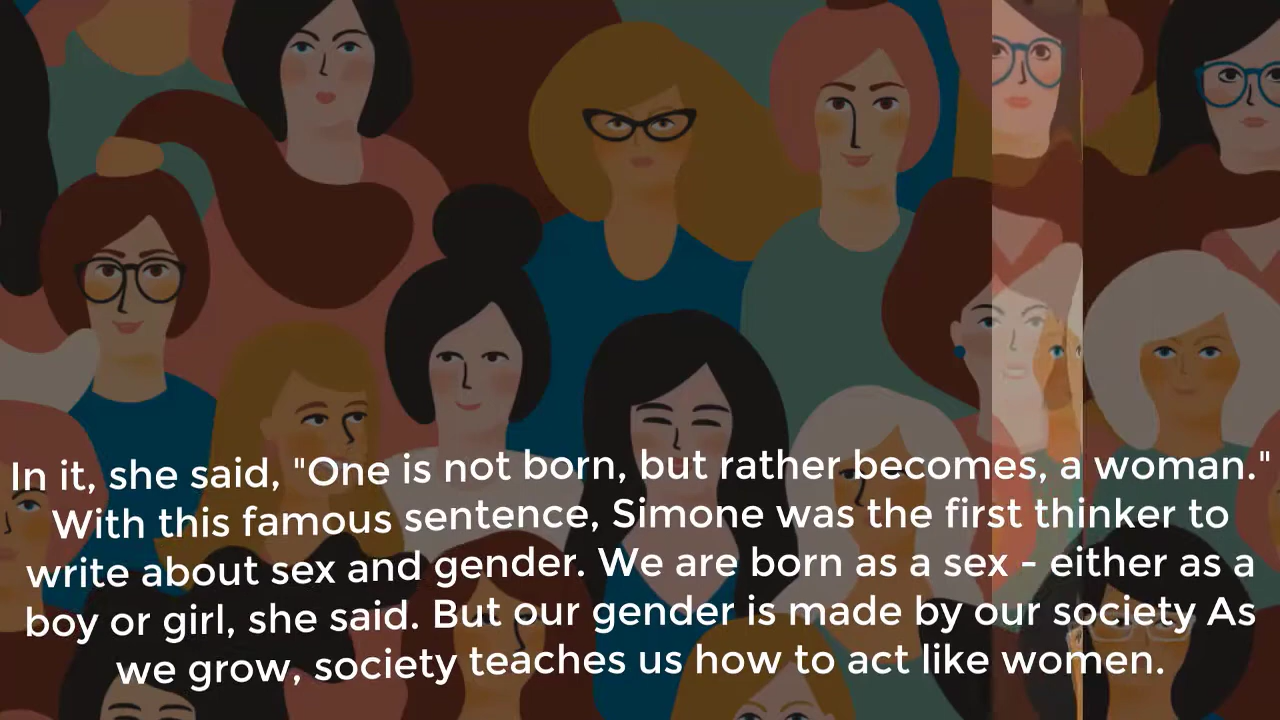 In it, she said, "One is not born, but rather becomes, a woman."
With this famous sentence, Simone was the first thinker to
write about sex and gender. We are born as a sex - either as a
boy or girl, she said. But our gender is made by our society As
we grow, society teaches us how to act like women.